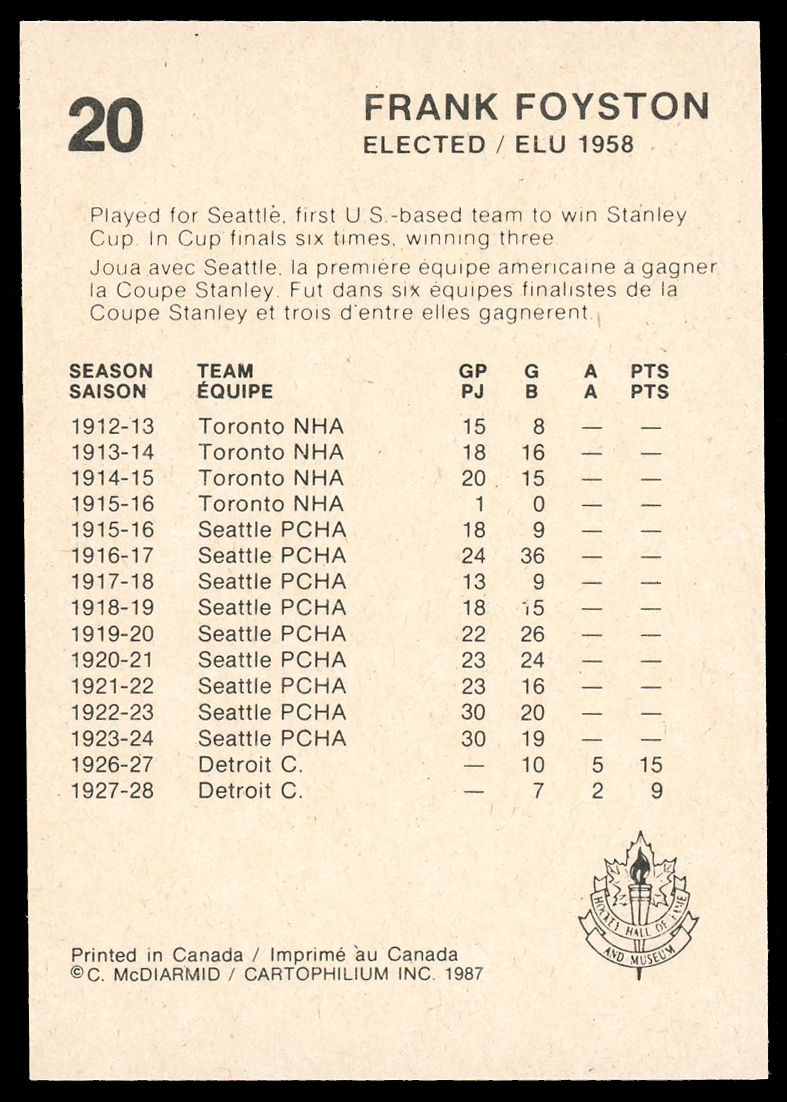 20
FRANK FOYSTON
ELECTED / ELU 1958
Played for Seattle, first U.S.-based team to win Stanley
Cup. In Cup finals six times, winning three.
Joua avec Seattle, la première équipe americaine à gagner
la Coupe Stanley. Fut dans six équipes finalistes de la
Coupe Stanley et trois d'entre elles gagnerent.
SEASON TEAM GP G A PTS
SAISON ÉQUIPE PJ B A PTS
1912-13 Toronto NHA 15 8 — —
1913-14 Toronto NHA 18 16 — —
1914-15 Toronto NHA 20 15 — —
1915-16 Toronto NHA 1 0 — —
1915-16 Seattle PCHA 18 9 — —
1916-17 Seattle PCHA 24 36 — —
1917-18 Seattle PCHA 13 9 — —
1918-19 Seattle PCHA 18 15 — —
1919-20 Seattle PCHA 22 26 — —
1920-21 Seattle PCHA 23 24 — —
1921-22 Seattle PCHA 23 16 — —
1922-23 Seattle PCHA 30 20 — —
1923-24 Seattle PCHA 30 19 — —
1926-27 Detroit C. — 10 5 15
1927-28 Detroit C. — 7 2 9
HOCKEY HALL OF FAME
AND MUSEUM
Printed in Canada / Imprimé au Canada
©C. McDIARMID / CARTOPHILIUM INC. 1987